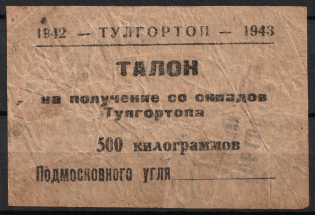 1942 — ТУЛГОРТОП — 1943
ТАЛОН
на получение со складов
Тулгортопа
500 килограммов
Подмосковного угля